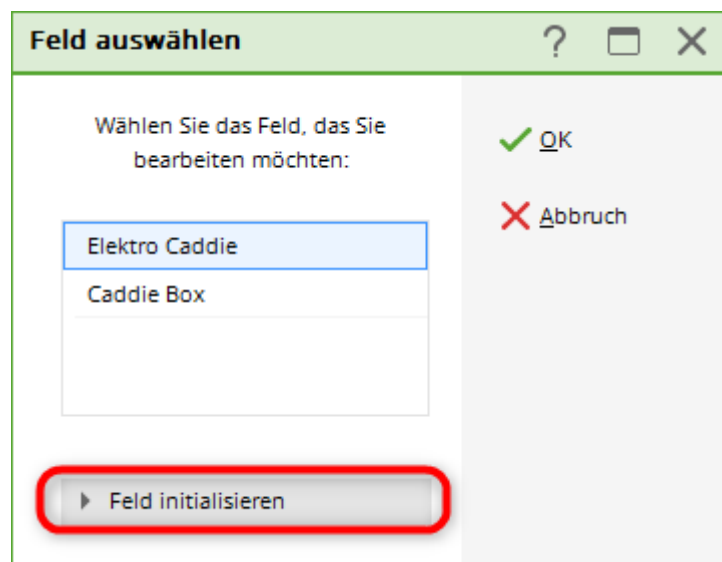 Feld auswählen
Wählen Sie das Feld, das Sie
bearbeiten möchten:
OK
Abbruch
Elektro Caddie
Caddie Box
Feld initialisieren